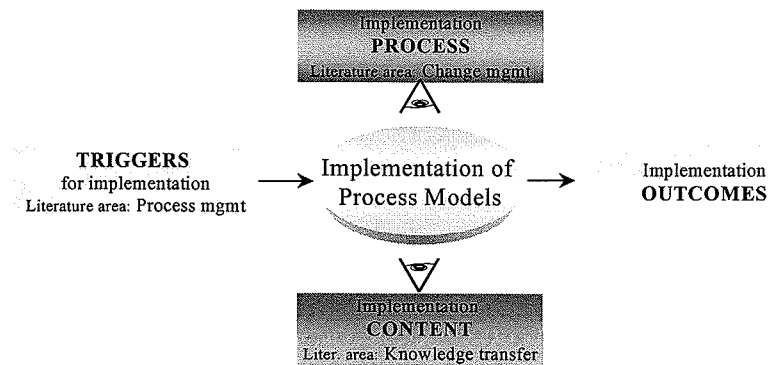 Implementation
PROCESS
Literature area: Change mgmt
TRIGGERS
for implementation
Literature area: Process mgmt
Implementation of
Process Models
Implementation
OUTCOMES
Implementation
CONTENT
Liter. area: Knowledge transfer